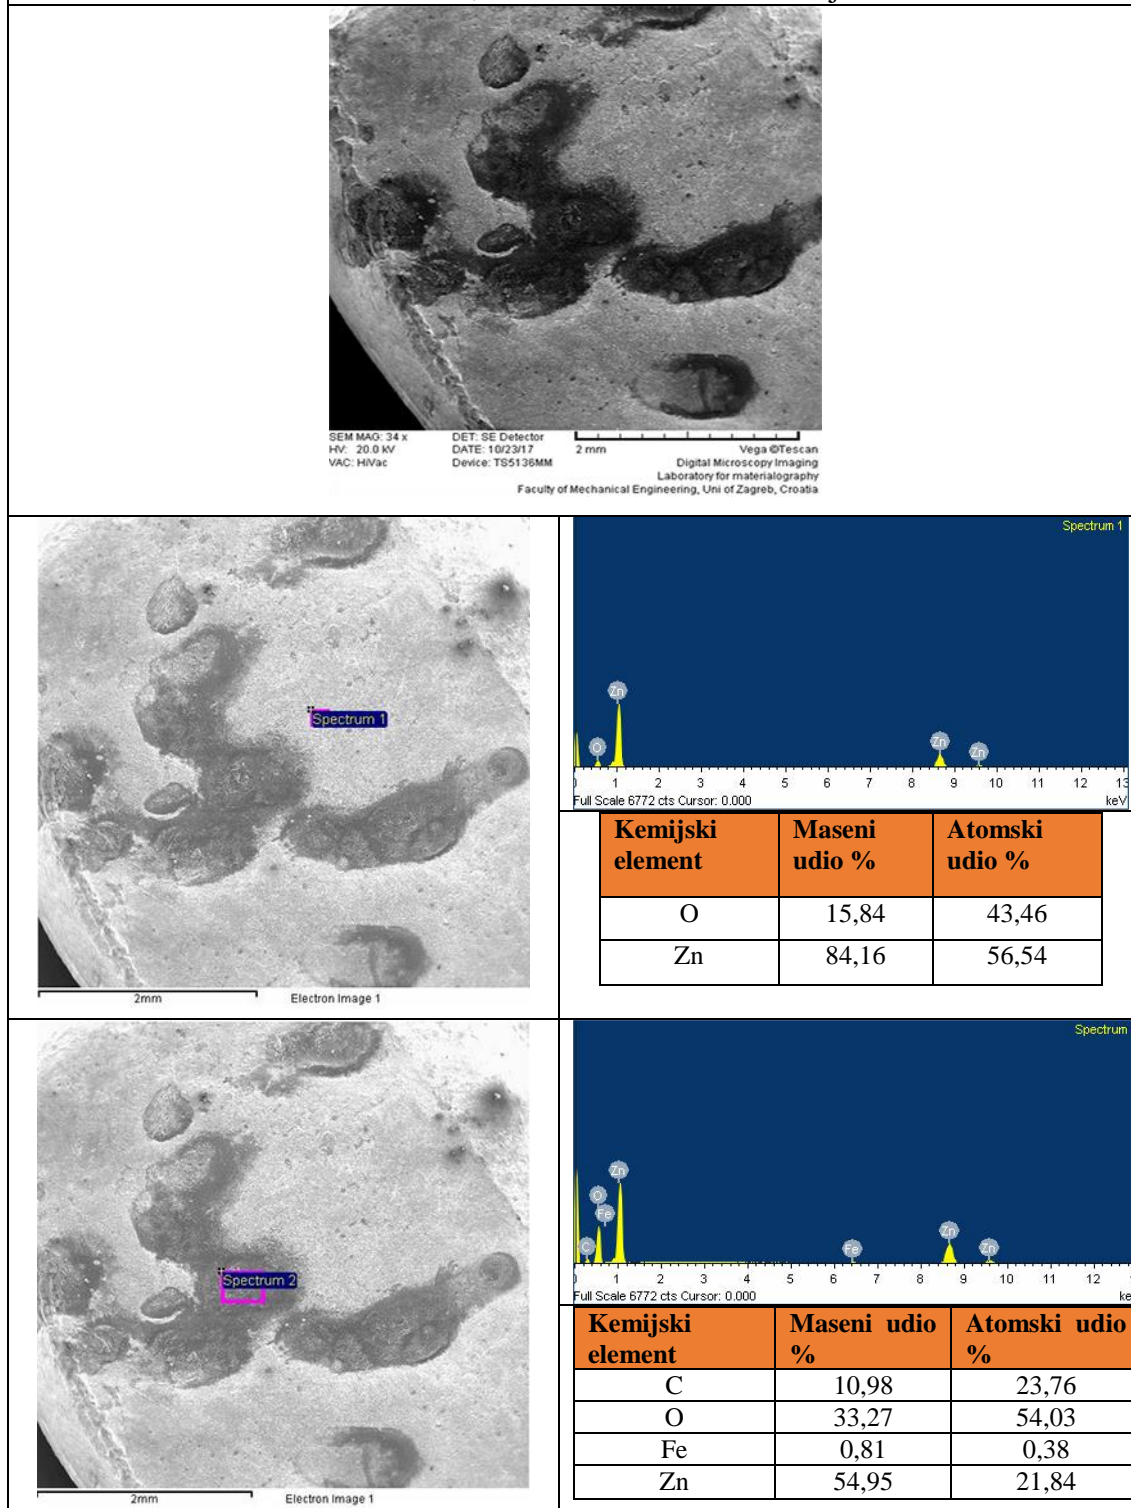 SEM MAG: 34 x DET: SE Detector
HV: 20.0 kV DATE: 10/23/17 2 mm Vega ©Tescan
VAC: HiVac Device: TS5136MM Digital Microscopy Imaging
Laboratory for materialography
Faculty of Mechanical Engineering, Uni of Zagreb, Croatia
Spectrum 1
2mm Electron Image 1
Spectrum 1
Zn
O Zn Zn
1 2 3 4 5 6 7 8 9 10 11 12 13
Full Scale 6772 cts Cursor: 0.000 keV
Kemijski element Maseni udio % Atomski udio %
O 15,84 43,46
Zn 84,16 56,54
Spectrum 2
2mm Electron Image 1
Spectrum
Zn
O
Fe Zn
C Fe Zn
1 2 3 4 5 6 7 8 9 10 11 12
Full Scale 6772 cts Cursor: 0.000 ke
Kemijski element Maseni udio % Atomski udio %
C 10,98 23,76
O 33,27 54,03
Fe 0,81 0,38
Zn 54,95 21,84